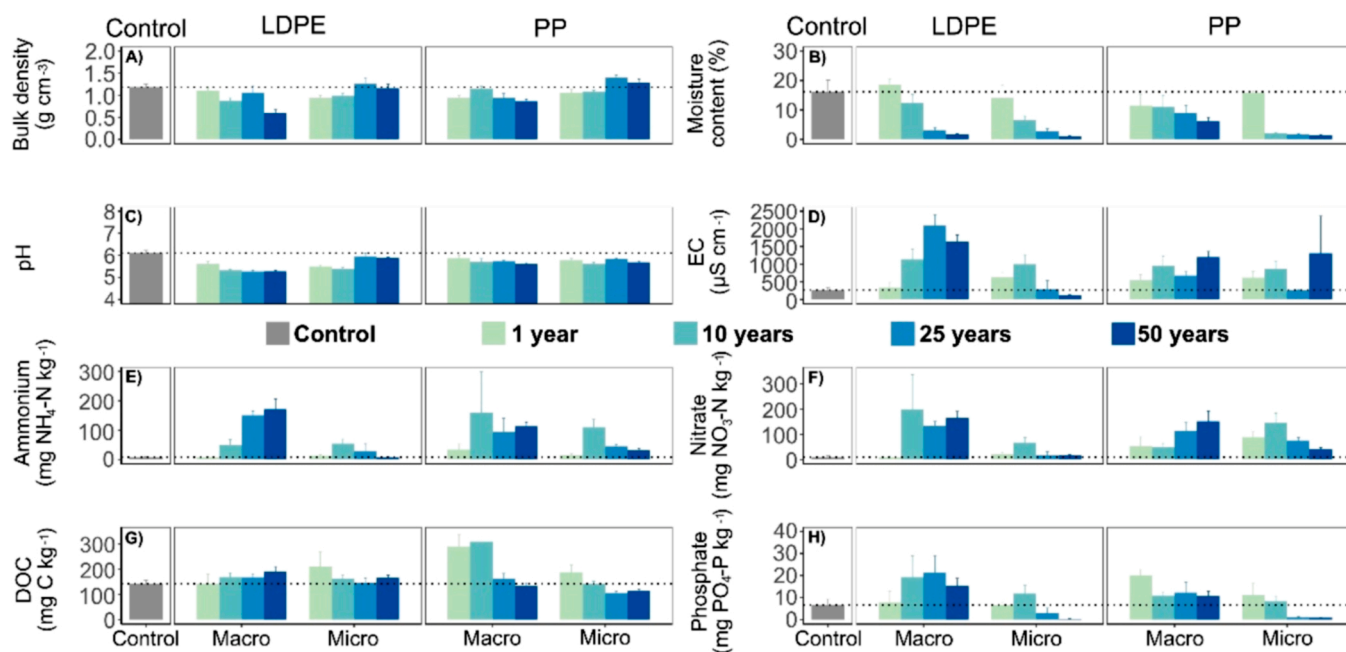 Control LDPE PP Control LDPE PP
A) B)
Bulk density
(g cm⁻³)
2.0
1.5
1.0
0.5
0.0
Moisture
content (%)
30
20
10
0
C) D)
pH
8
7
6
5
4
EC
(µS cm⁻¹)
2500
2000
1500
1000
500
0
Control 1 year 10 years 25 years 50 years
E) F)
Ammonium
(mg NH₄-N kg⁻¹)
300
200
100
0
Nitrate
(mg NO₃-N kg⁻¹)
300
200
100
0
G) H)
DOC
(mg C kg⁻¹)
300
200
100
0
Phosphate
(mg PO₄-P kg⁻¹)
40
30
20
10
0
Control Macro Micro Macro Micro Control Macro Micro Macro Micro